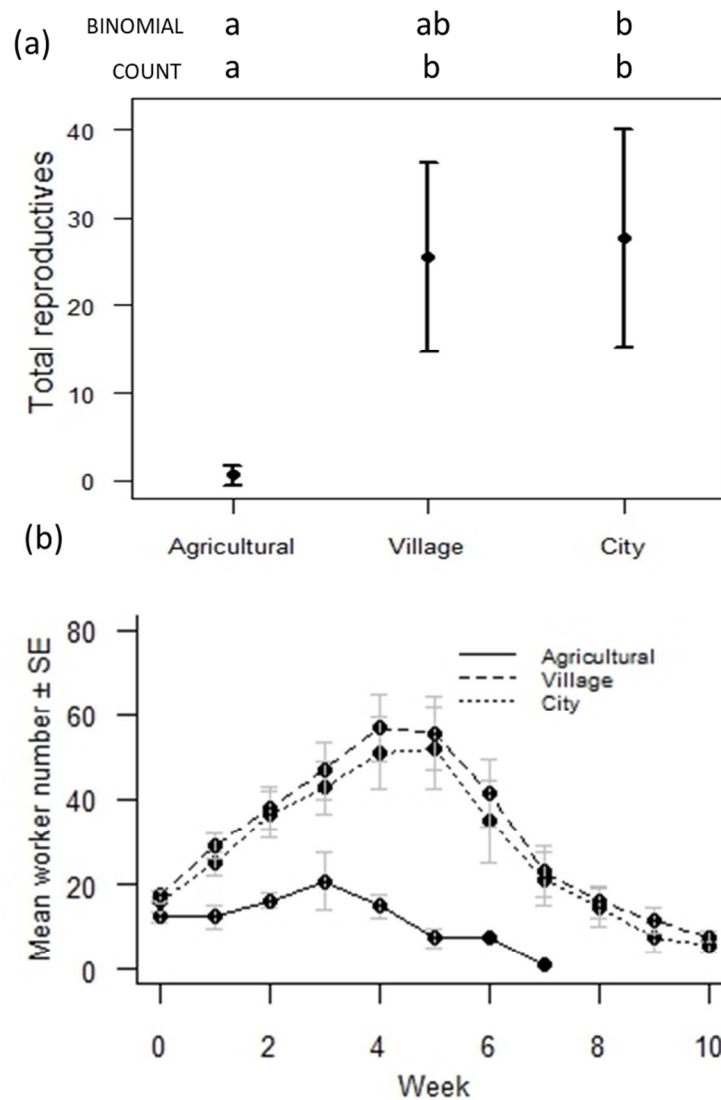 (a)
BINOMIAL a ab b
COUNT a b b
Total reproductives
40
30
20
10
0
Agricultural Village City
(b)
Mean worker number ± SE
80
60
40
20
0
Agricultural
Village
City
0 2 4 6 8 10
Week